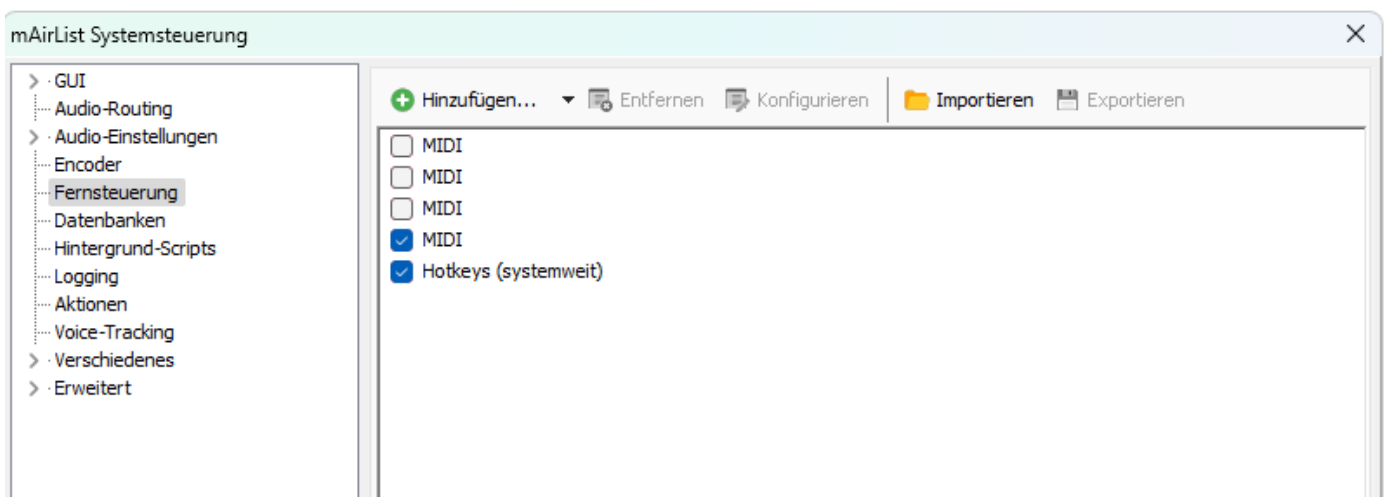 mAirList Systemsteuerung
GUI
Audio-Routing
Audio-Einstellungen
Encoder
Fernsteuerung
Datenbanken
Hintergrund-Scripts
Logging
Aktionen
Voice-Tracking
Verschiedenes
Erweitert
Hinzufügen... Entfernen Konfigurieren Importieren Exportieren
MIDI
MIDI
MIDI
MIDI
Hotkeys (systemweit)